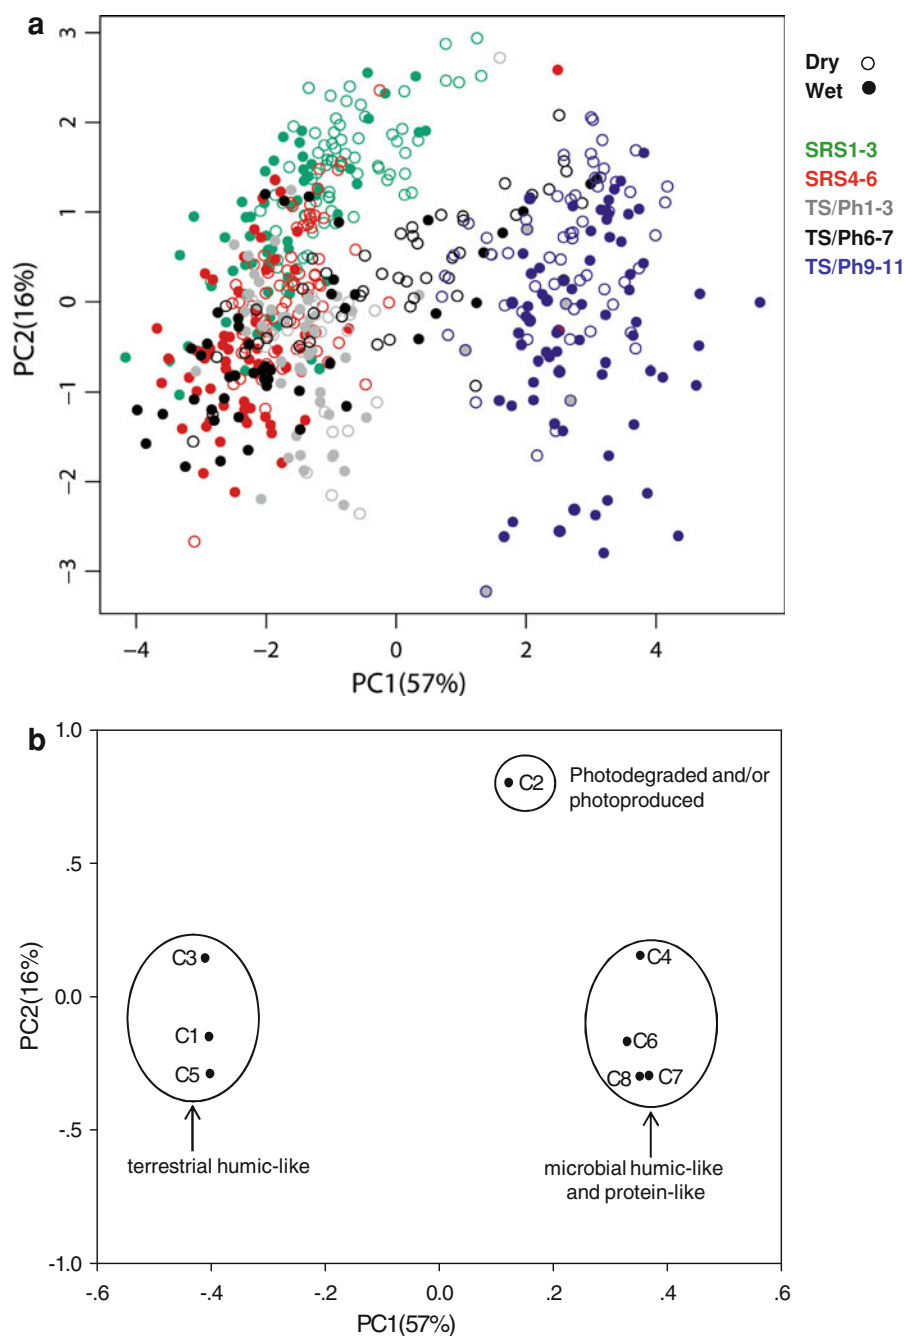 a
3
2
1
0
−1
−2
−3
PC2(16%)
−4
−2
0
2
4
PC1(57%)
Dry
Wet
SRS1-3
SRS4-6
TS/Ph1-3
TS/Ph6-7
TS/Ph9-11
b
1.0
.5
0.0
-.5
-1.0
PC2(16%)
C2
Photodegraded and/or
photoproduced
C3
C1
C5
C4
C6
C8
C7
terrestrial humic-like
microbial humic-like
and protein-like
-.6
-.4
-.2
0.0
.2
.4
.6
PC1(57%)